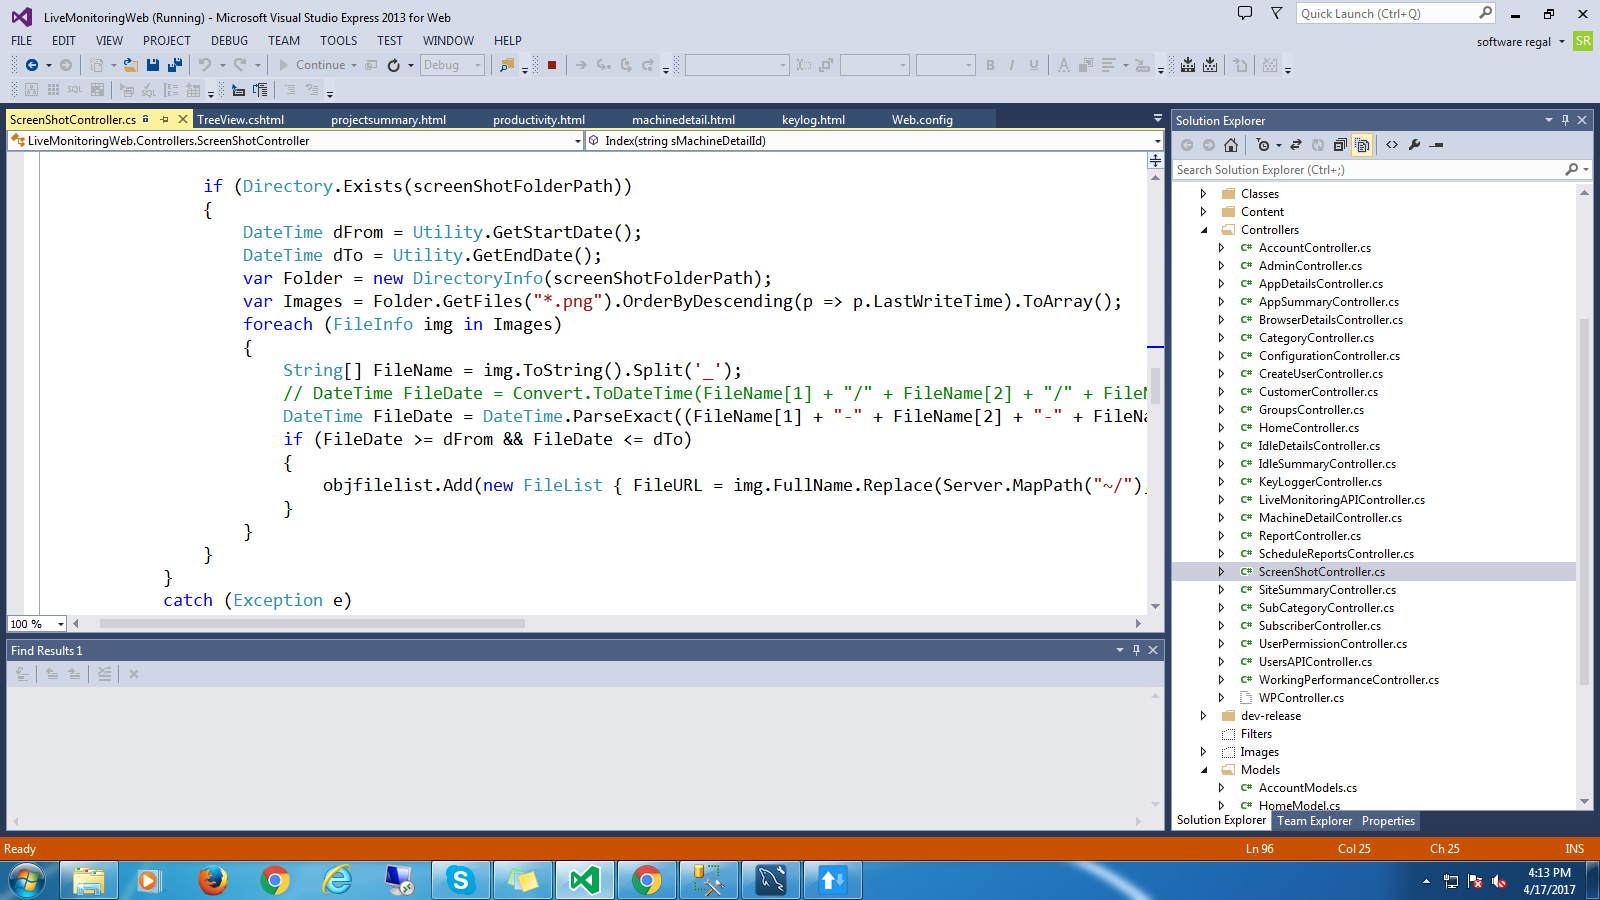 LiveMonitoringWeb (Running) - Microsoft Visual Studio Express 2013 for Web
Quick Launch (Ctrl+Q)
FILE EDIT VIEW PROJECT DEBUG TEAM TOOLS TEST WINDOW HELP
software regal SR
Continue Debug
B I U A
SQL
ScreenShotController.cs TreeView.cshtml projectsummary.html productivity.html machinedetail.html keylog.html Web.config
LiveMonitoringWeb.Controllers.ScreenShotController Index(string sMachineDetailId)
if (Directory.Exists(screenShotFolderPath))
{
DateTime dFrom = Utility.GetStartDate();
DateTime dTo = Utility.GetEndDate();
var Folder = new DirectoryInfo(screenShotFolderPath);
var Images = Folder.GetFiles("*.png").OrderByDescending(p => p.LastWriteTime).ToArray();
foreach (FileInfo img in Images)
{
String[] FileName = img.ToString().Split('_');
// DateTime FileDate = Convert.ToDateTime(FileName[1] + "/" + FileName[2] + "/" +
DateTime FileDate = DateTime.ParseExact((FileName[1] + "-" + FileName[2] + "-" +
if (FileDate >= dFrom && FileDate <= dTo)
{
objfilelist.Add(new FileList { FileURL = img.FullName.Replace(Server.MapPath("~/")
}
}
}
}
catch (Exception e)
100 %
Find Results 1
Solution Explorer
Search Solution Explorer (Ctrl+;)
Classes
Content
Controllers
C# AccountController.cs
C# AdminController.cs
C# AppDetailsController.cs
C# AppSummaryController.cs
C# BrowserDetailsController.cs
C# CategoryController.cs
C# ConfigurationController.cs
C# CreateUserController.cs
C# CustomerController.cs
C# GroupsController.cs
C# HomeController.cs
C# IdleDetailsController.cs
C# IdleSummaryController.cs
C# KeyLoggerController.cs
C# LiveMonitoringAPIController.cs
C# MachineDetailController.cs
C# ReportController.cs
C# ScheduleReportsController.cs
C# ScreenShotController.cs
C# SiteSummaryController.cs
C# SubCategoryController.cs
C# SubscriberController.cs
C# UserPermissionController.cs
C# UsersAPIController.cs
C# WorkingPerformanceController.cs
WPController.cs
dev-release
Filters
Images
Models
C# AccountModels.cs
C# HomeModel.cs
Solution Explorer Team Explorer Properties
Ready Ln 96 Col 25 Ch 25 INS
4:13 PM
4/17/2017